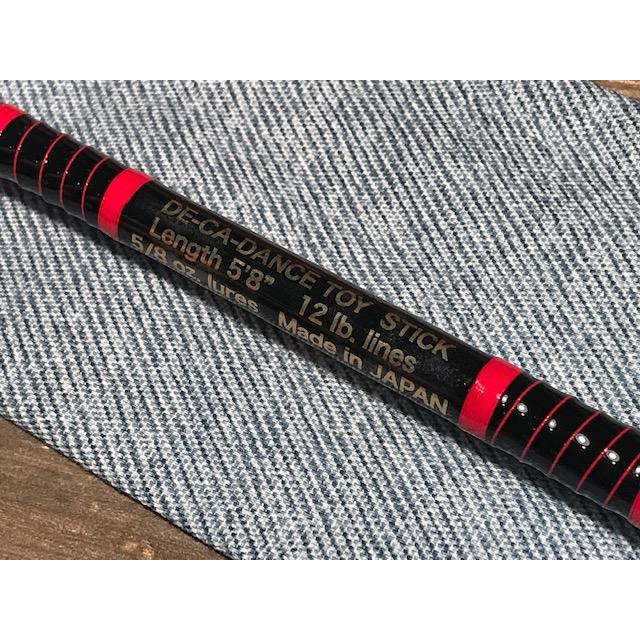 DE-CA-DANCE TOY STICK
Length 5'8" 12 lb. lines
5/8 oz. lures Made in JAPAN